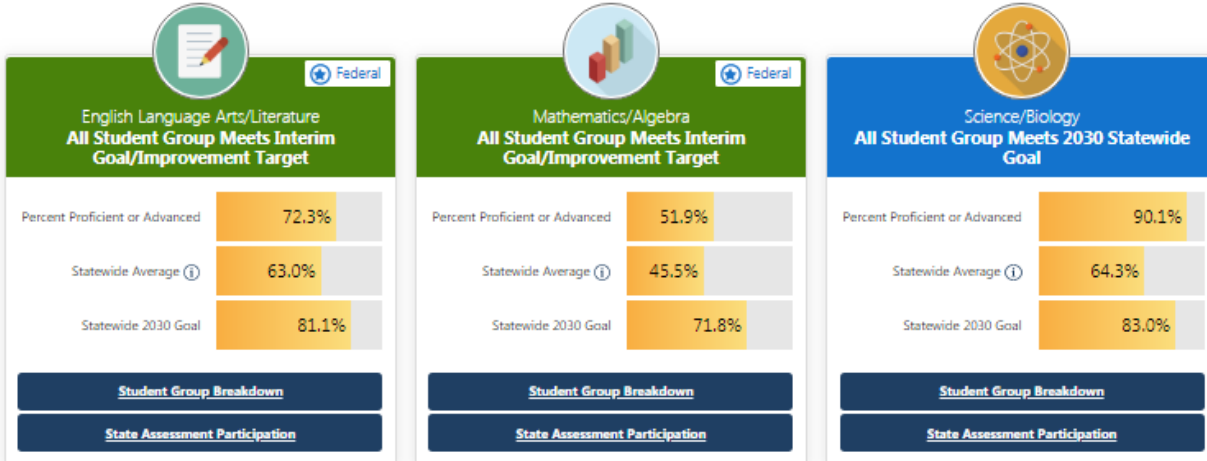 Federal
English Language Arts/Literature
All Student Group Meets Interim
Goal/Improvement Target
Percent Proficient or Advanced
72.3%
Statewide Average
63.0%
Statewide 2030 Goal
81.1%
Student Group Breakdown
State Assessment Participation
Federal
Mathematics/Algebra
All Student Group Meets Interim
Goal/Improvement Target
Percent Proficient or Advanced
51.9%
Statewide Average
45.5%
Statewide 2030 Goal
71.8%
Student Group Breakdown
State Assessment Participation
Science/Biology
All Student Group Meets 2030 Statewide
Goal
Percent Proficient or Advanced
90.1%
Statewide Average
64.3%
Statewide 2030 Goal
83.0%
Student Group Breakdown
State Assessment Participation